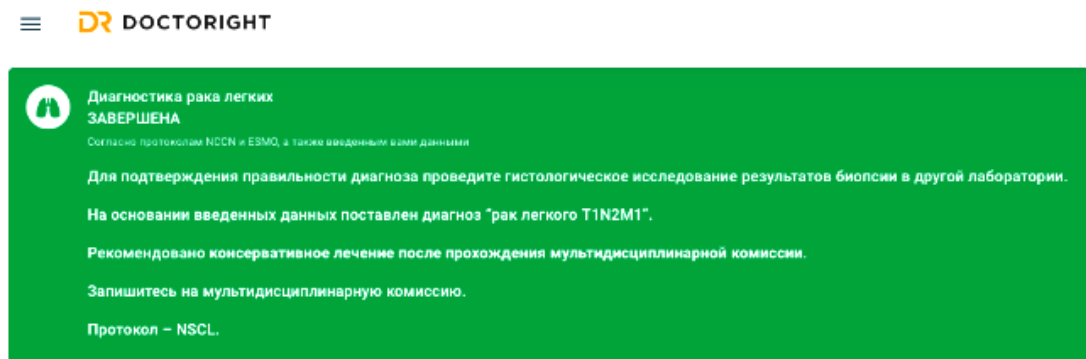 DR DOCTORIGHT
Диагностика рака легких
ЗАВЕРШЕНА
Согласно протоколам NCCN и ESMO, а также введенным вами данными
Для подтверждения правильности диагноза проведите гистологическое исследование результатов биопсии в другой лаборатории.
На основании введенных данных поставлен диагноз “рак легкого T1N2M1”.
Рекомендовано консервативное лечение после прохождения мультидисциплинарной комиссии.
Запишитесь на мультидисциплинарную комиссию.
Протокол – NSCL.